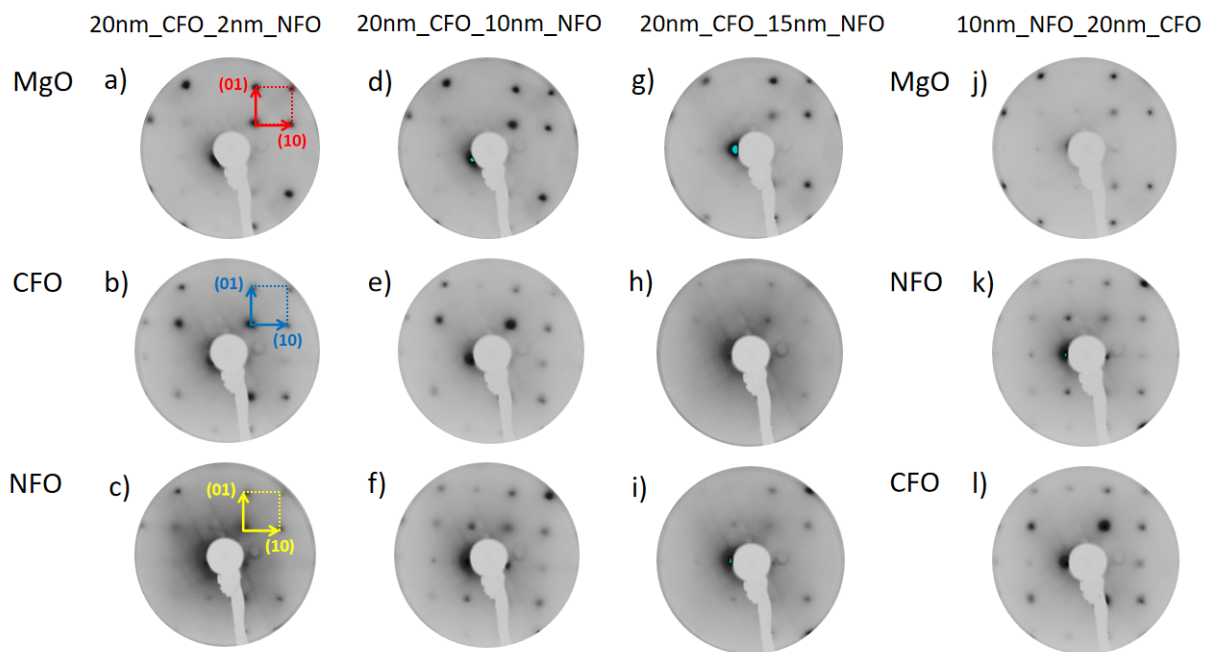 20nm_CFO_2nm_NFO 20nm_CFO_10nm_NFO 20nm_CFO_15nm_NFO 10nm_NFO_20nm_CFO
MgO a) (01) (10) d) g) MgO j)
CFO b) (01) (10) e) h) NFO k)
NFO c) (01) (10) f) i) CFO l)